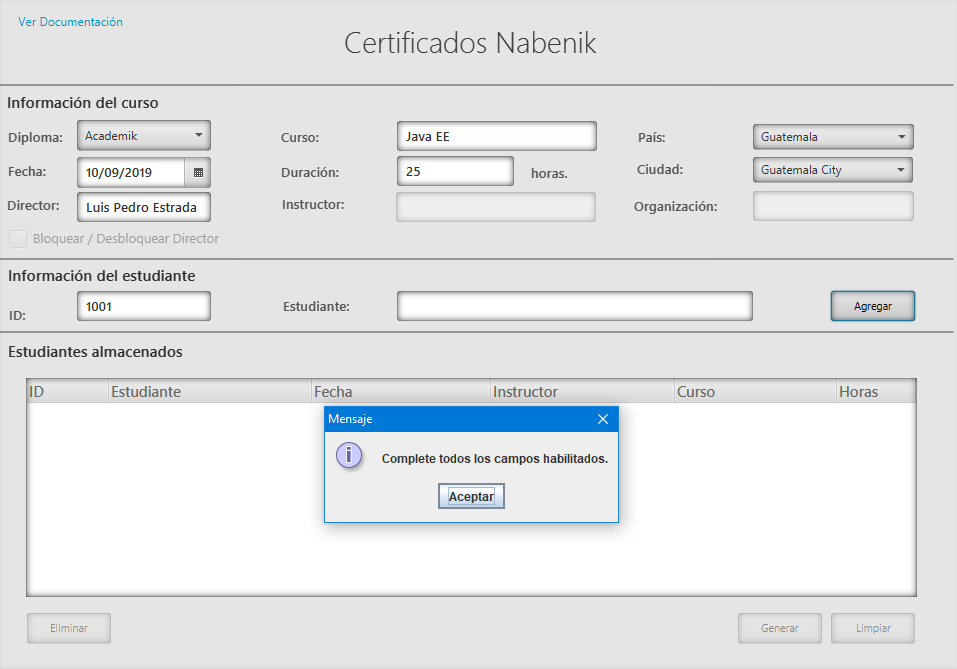 Ver Documentación
Certificados Nabenik
Información del curso
Diploma: Academik Curso: Java EE País: Guatemala
Fecha: 10/09/2019 Duración: 25 horas. Ciudad: Guatemala City
Director: Luis Pedro Estrada Instructor: Organización:
Bloquear / Desbloquear Director
Información del estudiante
ID: 1001 Estudiante: Agregar
Estudiantes almacenados
ID Estudiante Fecha Instructor Curso Horas
Mensaje
Complete todos los campos habilitados.
Aceptar
Eliminar Generar Limpiar